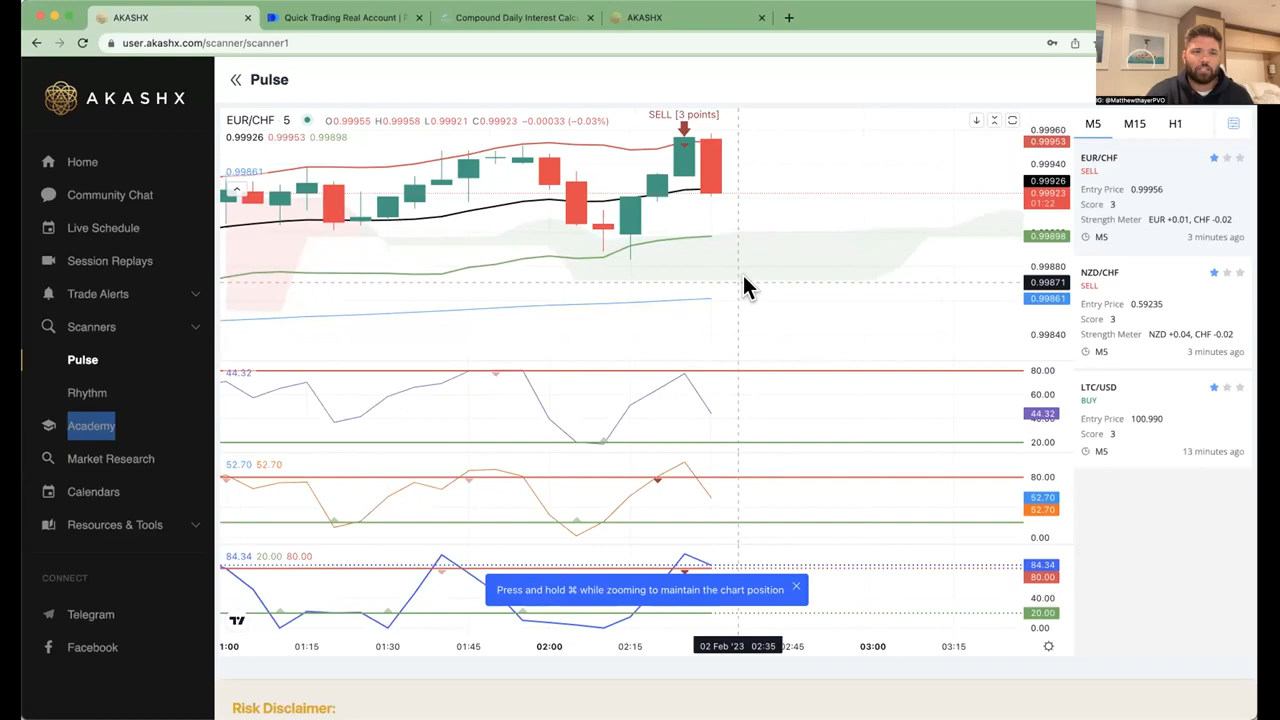 AKASHX
Quick Trading Real Account |
Compound Daily Interest Calc
AKASHX
user.akashx.com/scanner/scanner1
IG: @MatthewthayerPVO
AKASHX
Home
Community Chat
Live Schedule
Session Replays
Trade Alerts
Scanners
Pulse
Rhythm
Academy
Market Research
Calendars
Resources & Tools
CONNECT
Telegram
Facebook
Pulse
EUR/CHF 5 O0.99955 H0.99958 L0.99921 C0.99923 −0.00033 (−0.03%)
0.99926 0.99953 0.99898
0.99861
SELL [3 points]
0.99960
0.99953
0.99940
0.99926
0.99923
01:22
0.99898
0.99880
0.99871
0.99861
0.99840
44.32
80.00
60.00
44.32
20.00
52.70 52.70
80.00
52.70
52.70
0.00
84.34 20.00 80.00
84.34
80.00
40.00
20.00
0.00
Press and hold ⌘ while zooming to maintain the chart position
1:00 01:15 01:30 01:45 02:00 02:15 02 Feb '23 02:35 02:45 03:00 03:15
M5 M15 H1
EUR/CHF
SELL
Entry Price 0.99956
Score 3
Strength Meter EUR +0.01, CHF -0.02
M5 3 minutes ago
NZD/CHF
SELL
Entry Price 0.59235
Score 3
Strength Meter NZD +0.04, CHF -0.02
M5 3 minutes ago
LTC/USD
BUY
Entry Price 100.990
Score 3
M5 13 minutes ago
Risk Disclaimer: